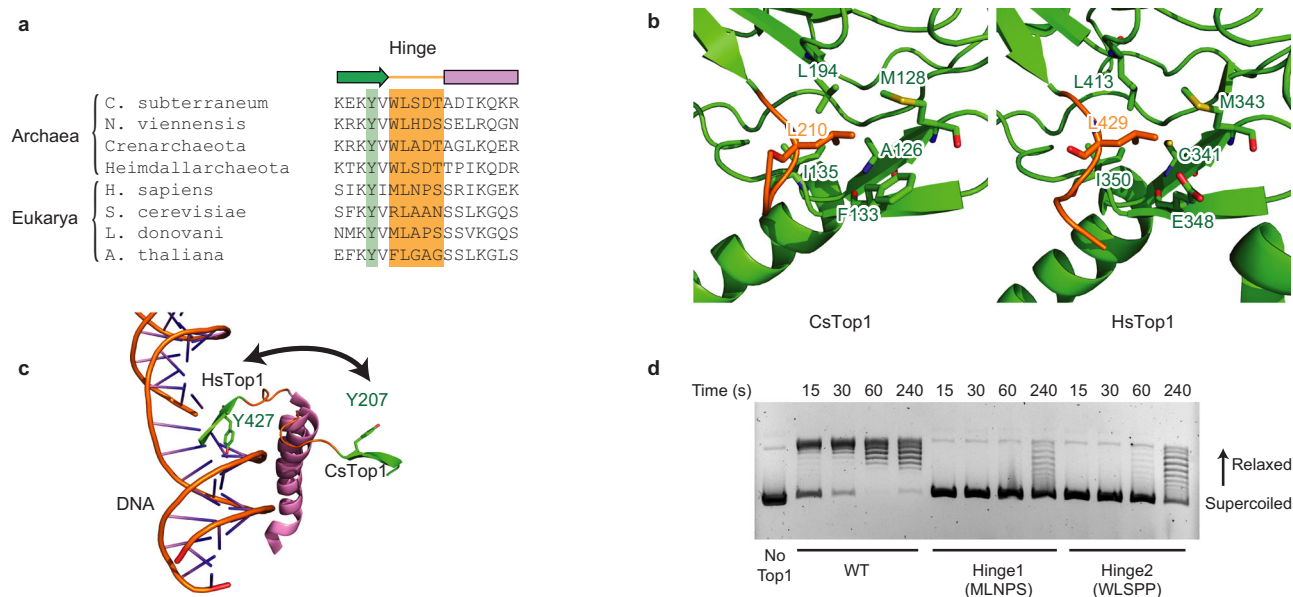 a
Hinge
Archaea
C. subterraneum KEKYVWLSDTADIKQKR
N. viennensis KRKYVWLHDSSELRQGN
Crenarchaeota KRKYVWLADTAGLKQER
Heimdallarchaeota KTKYVWLSDTTPIKQDR
Eukarya
H. sapiens SIKYIMLNPSSRIKGEK
S. cerevisiae SFKYVRLAANSSLKGQS
L. donovani NMKYVMLAPSSSVKGQS
A. thaliana EFKYVFLGAGSSLKGLS
b
L194
M128
L210
A126
I135
F133
CsTop1
L413
M343
L429
C341
I350
E348
HsTop1
c
HsTop1
Y207
Y427
CsTop1
DNA
d
Time (s) 15 30 60 240 15 30 60 240 15 30 60 240
Relaxed
Supercoiled
No Top1
WT
Hinge1
(MLNPS)
Hinge2
(WLSPP)